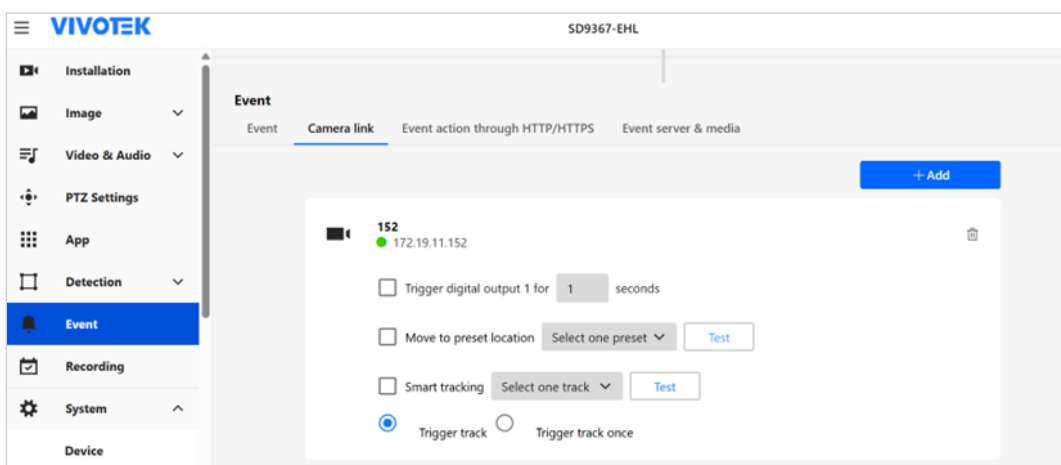 VIVOTEK
SD9367-EHL
Installation
Image
Video & Audio
PTZ Settings
App
Detection
Event
Recording
System
Device
Event
Event Camera link Event action through HTTP/HTTPS Event server & media
+ Add
152
172.19.11.152
Trigger digital output 1 for 1 seconds
Move to preset location Select one preset Test
Smart tracking Select one track Test
Trigger track Trigger track once